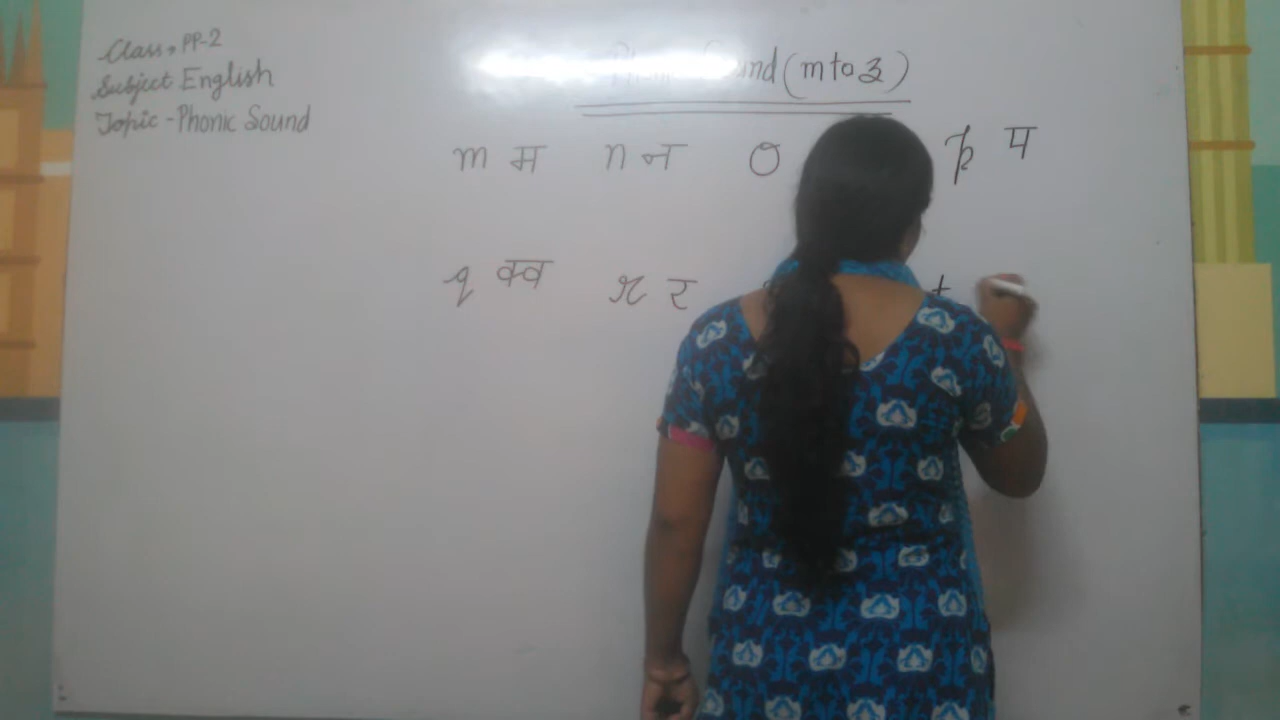 Class- PP-2
Subject English
Topic - Phonic Sound
Phonic Sound (m to z)
m म n न o p प
q क्व r र t